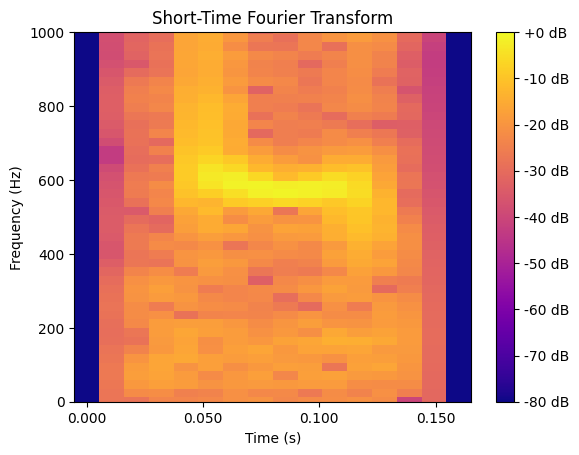 Short-Time Fourier Transform
Frequency (Hz)
1000
800
600
400
200
0
0.000
0.050
0.100
0.150
Time (s)
+0 dB
-10 dB
-20 dB
-30 dB
-40 dB
-50 dB
-60 dB
-70 dB
-80 dB